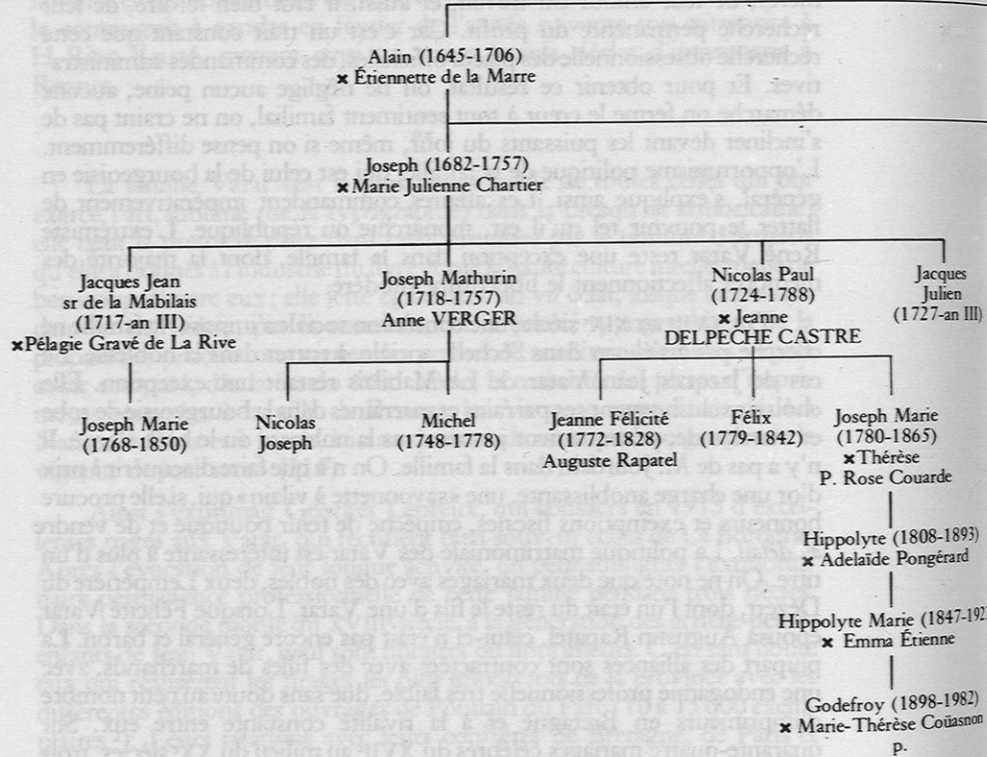 Alain (1645-1706)
× Étiennette de la Marre
Joseph (1682-1757)
× Marie Julienne Chartier
Jacques Jean
sr de la Mabilais
(1717-an III)
× Pélagie Gravé de La Rive
Joseph Mathurin
(1718-1757)
Anne VERGER
Nicolas Paul
(1724-1788)
× Jeanne
DELPECHE CASTRE
Jacques
Julien
(1727-an III)
Joseph Marie
(1768-1850)
Nicolas
Joseph
Michel
(1748-1778)
Jeanne Félicité
(1772-1828)
Auguste Rapatel
Félix
(1779-1842)
Joseph Marie
(1780-1865)
× Thérèse
P. Rose Couarde
Hippolyte (1808-1893)
× Adelaïde Pongérard
Hippolyte Marie (1847-192
× Emma Étienne
Godefroy (1898-1982)
× Marie-Thérèse Coüasnon
p.